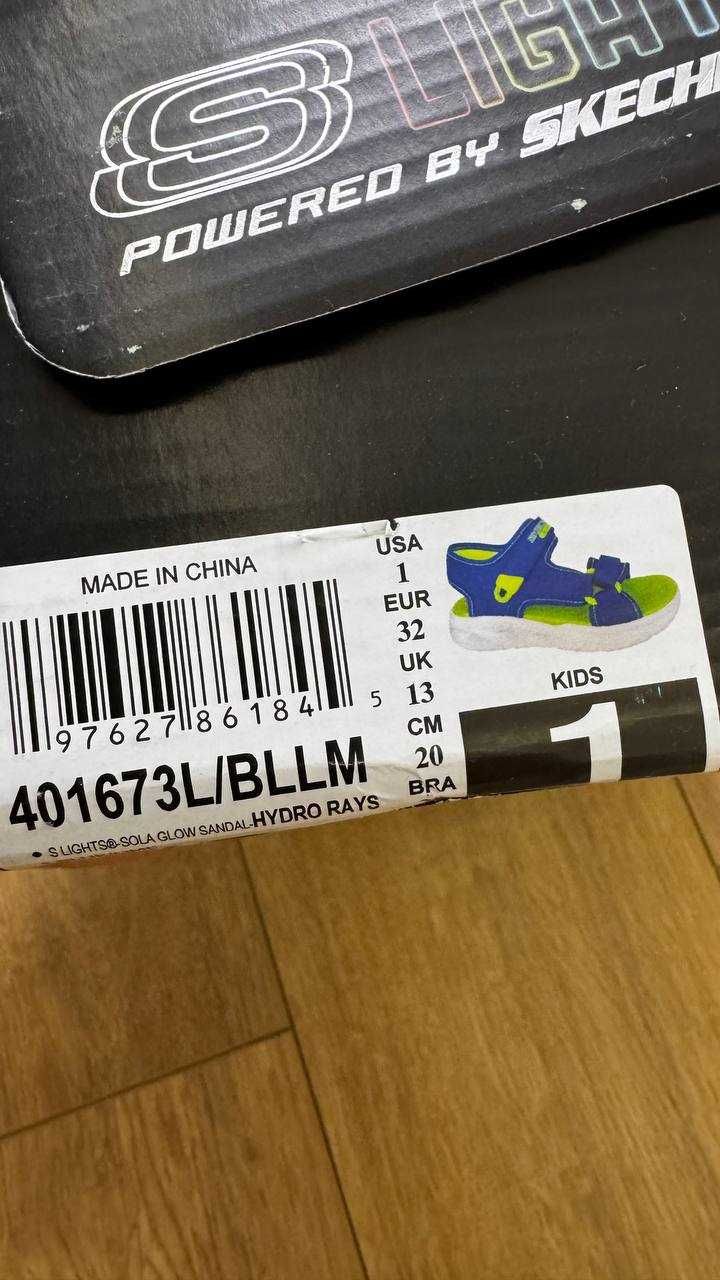 S LIGHT
POWERED BY SKECH
MADE IN CHINA
97627 86184 5
401673L/BLLM
• S LIGHTS®-SOLA GLOW SANDAL-HYDRO RAYS
USA
1
EUR
32
UK
13
CM
20
BRA
KIDS
1